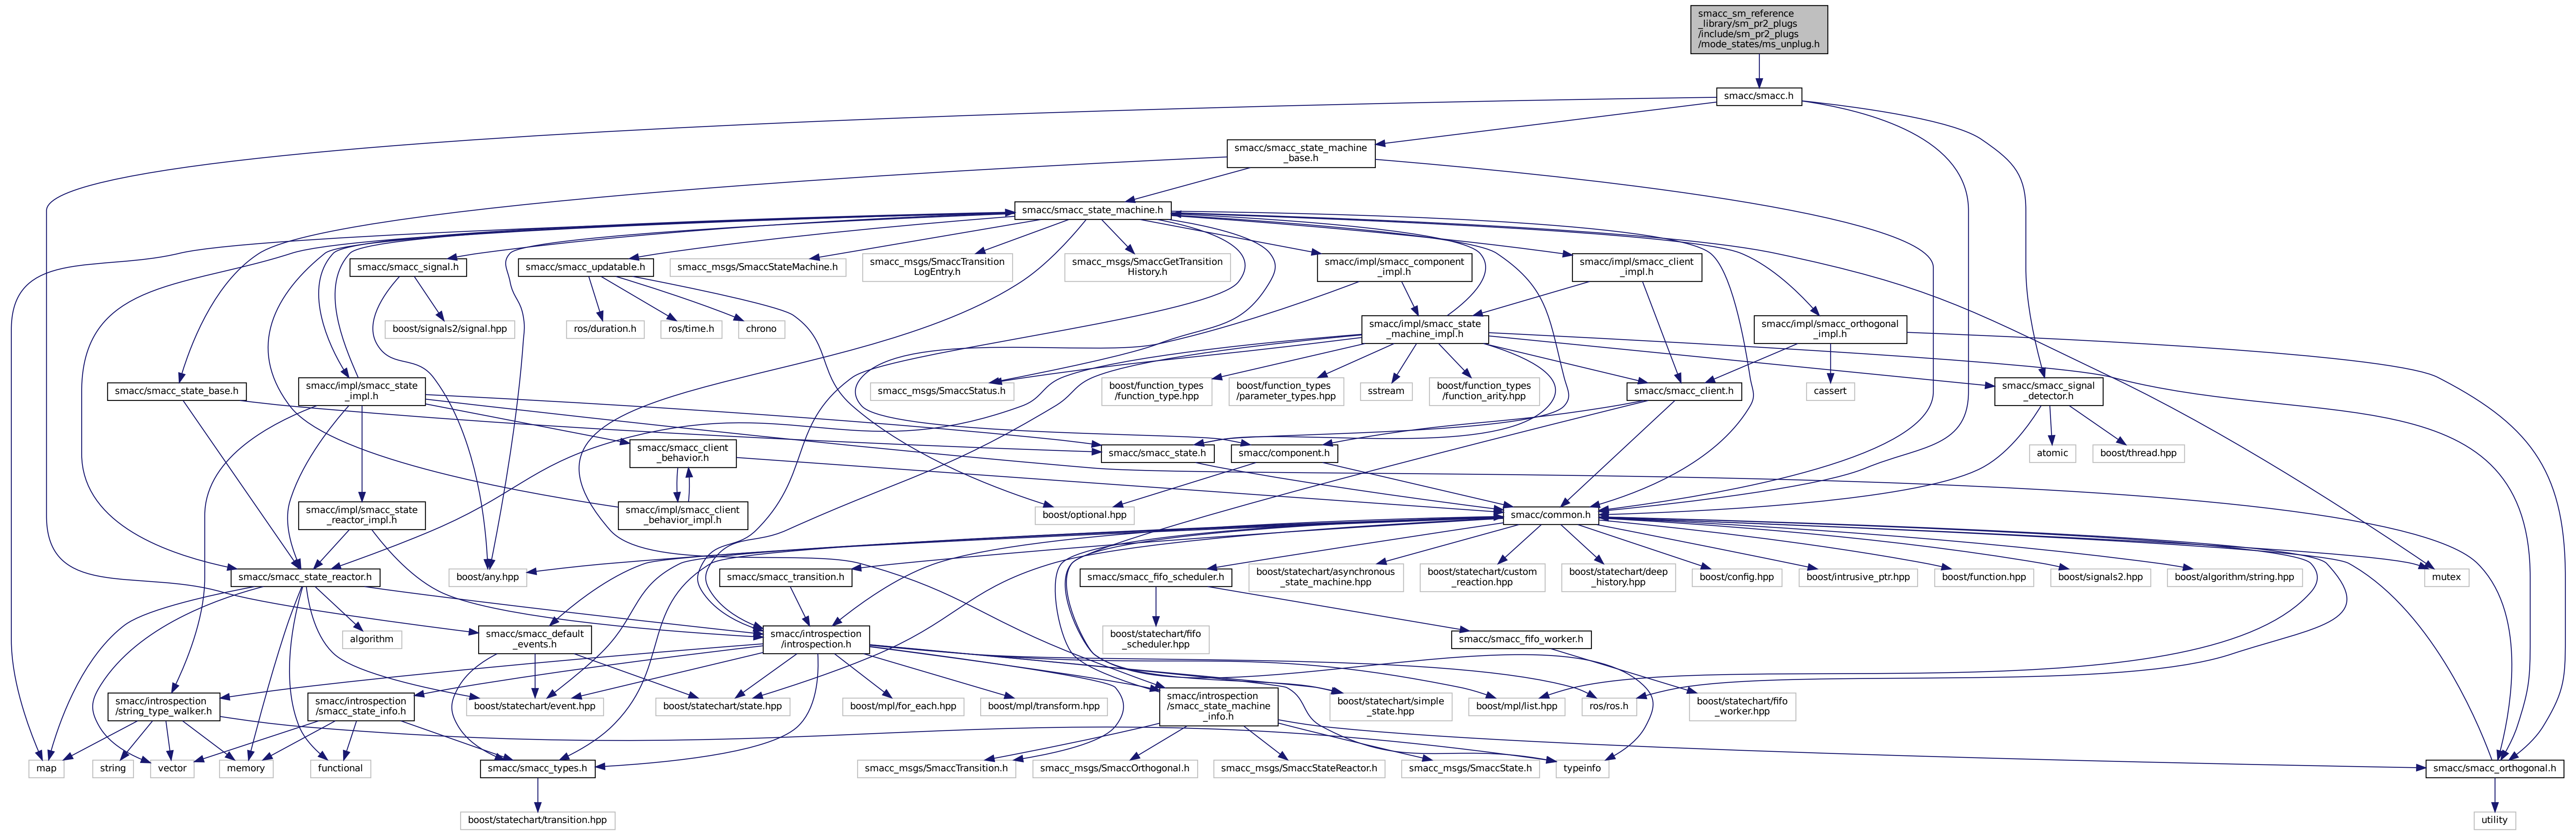 smacc_sm_reference
_library/sm_pr2_plugs
/include/sm_pr2_plugs
/mode_states/ms_unplug.h
smacc/smacc.h
smacc/smacc_state_machine
_base.h
smacc/smacc_state_machine.h
smacc/smacc_signal.h
smacc/smacc_updatable.h
smacc_msgs/SmaccStateMachine.h
smacc_msgs/SmaccTransition
LogEntry.h
smacc_msgs/SmaccGetTransition
History.h
smacc/impl/smacc_component
_impl.h
smacc/impl/smacc_client
_impl.h
boost/signals2/signal.hpp
ros/duration.h
ros/time.h
chrono
smacc/impl/smacc_state
_machine_impl.h
smacc/impl/smacc_orthogonal
_impl.h
smacc/smacc_state_base.h
smacc/impl/smacc_state
_impl.h
smacc_msgs/SmaccStatus.h
boost/function_types
/function_type.hpp
boost/function_types
/parameter_types.hpp
sstream
boost/function_types
/function_arity.hpp
smacc/smacc_client.h
cassert
smacc/smacc_signal
_detector.h
smacc/smacc_client
_behavior.h
smacc/smacc_state.h
smacc/component.h
atomic
boost/thread.hpp
smacc/impl/smacc_state
_reactor_impl.h
smacc/impl/smacc_client
_behavior_impl.h
boost/optional.hpp
smacc/common.h
smacc/smacc_state_reactor.h
boost/any.hpp
smacc/smacc_transition.h
smacc/smacc_fifo_scheduler.h
boost/statechart/asynchronous
_state_machine.hpp
boost/statechart/custom
_reaction.hpp
boost/statechart/deep
_history.hpp
boost/config.hpp
boost/intrusive_ptr.hpp
boost/function.hpp
boost/signals2.hpp
boost/algorithm/string.hpp
mutex
algorithm
smacc/smacc_default
_events.h
smacc/introspection
/introspection.h
boost/statechart/fifo
_scheduler.hpp
smacc/smacc_fifo_worker.h
smacc/introspection
/string_type_walker.h
smacc/introspection
/smacc_state_info.h
boost/statechart/event.hpp
boost/statechart/state.hpp
boost/mpl/for_each.hpp
boost/mpl/transform.hpp
smacc/introspection
/smacc_state_machine
_info.h
boost/statechart/simple
_state.hpp
boost/mpl/list.hpp
ros/ros.h
boost/statechart/fifo
_worker.hpp
map
string
vector
memory
functional
smacc/smacc_types.h
smacc_msgs/SmaccTransition.h
smacc_msgs/SmaccOrthogonal.h
smacc_msgs/SmaccStateReactor.h
smacc_msgs/SmaccState.h
typeinfo
smacc/smacc_orthogonal.h
boost/statechart/transition.hpp
utility